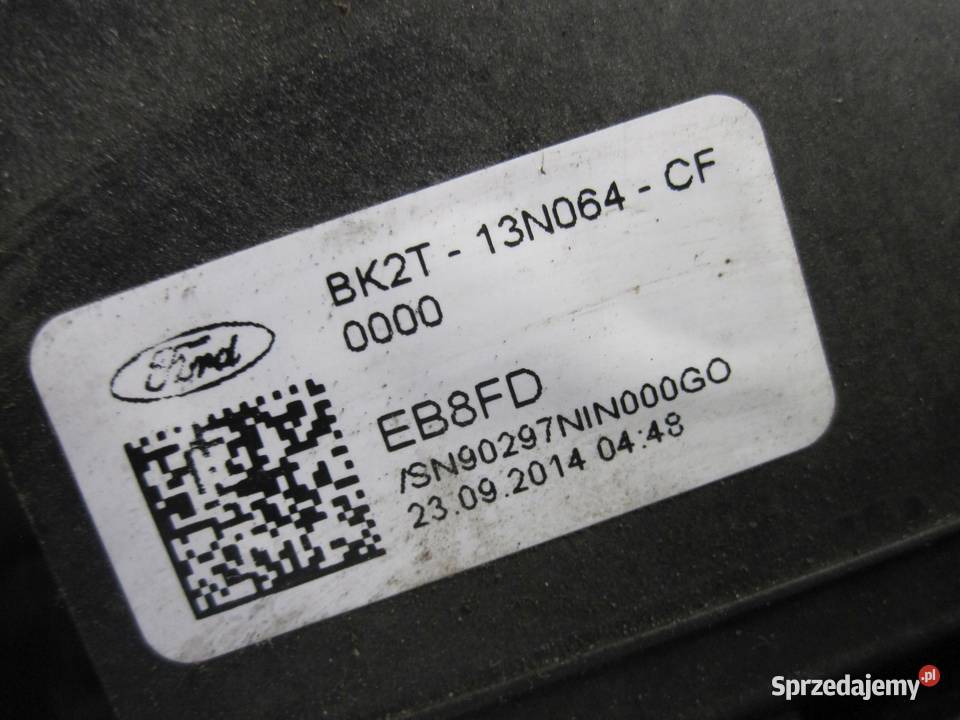 BK2T - 13N064 - CF
0000
Ford
EB8FD
/SN90297NIN000GO
23.09.2014 04:48
Sprzedajemy.pl